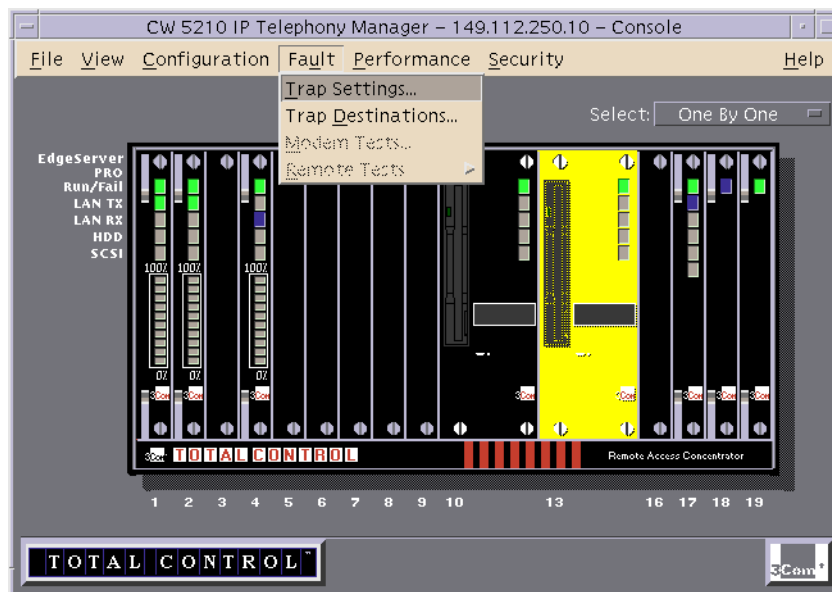 CW 5210 IP Telephony Manager – 149.112.250.10 – Console
File View Configuration Fault Performance Security Help
Trap Settings...
Trap Destinations...
Modem Tests...
Remote Tests
Select: One By One
EdgeServer
PRO
Run/Fail
LAN TX
LAN RX
HDD
SCSI
100% 100% 100%
0% 0% 0%
3Com 3Com 3Com 3Com 3Com 3Com 3Com 3Com
3Com TOTAL CONTROL Remote Access Concentrator
1 2 3 4 5 6 7 8 9 10 13 16 17 18 19
TOTAL CONTROL™
3Com